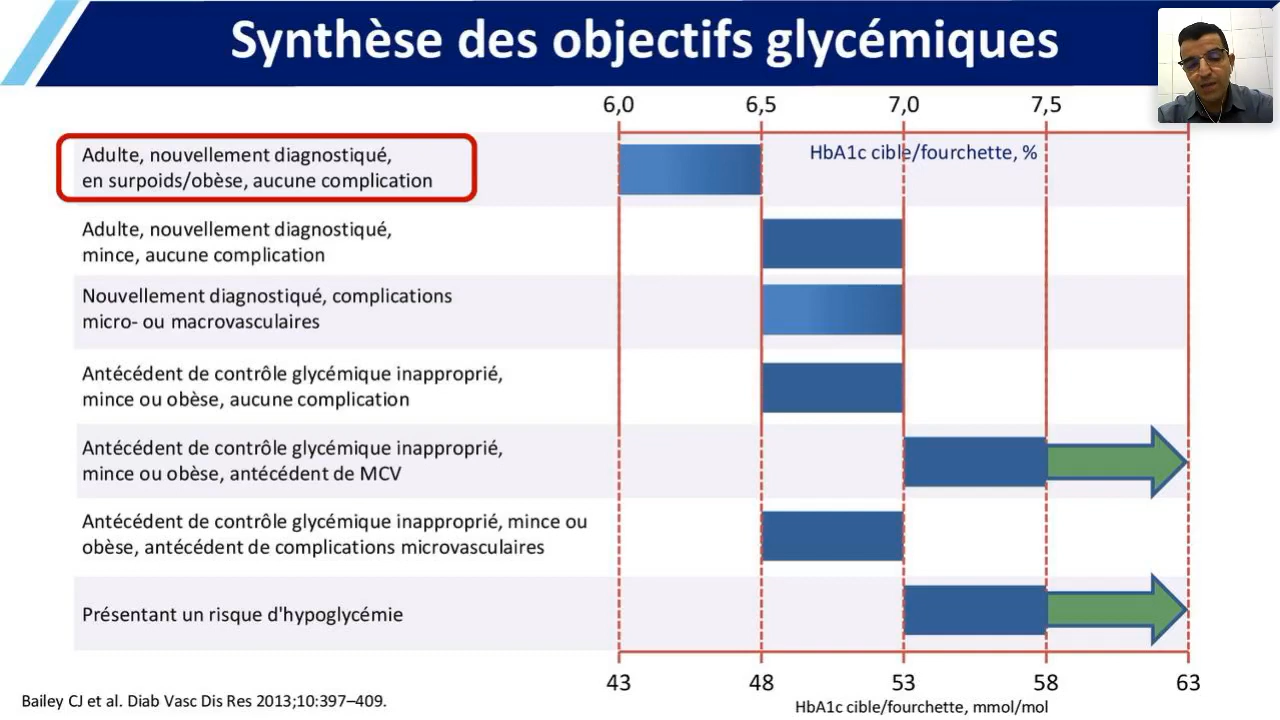 Synthèse des objectifs glycémiques
6,0 6,5 7,0 7,5
HbA1c cible/fourchette, %
Adulte, nouvellement diagnostiqué,
en surpoids/obèse, aucune complication
Adulte, nouvellement diagnostiqué,
mince, aucune complication
Nouvellement diagnostiqué, complications
micro- ou macrovasculaires
Antécédent de contrôle glycémique inapproprié,
mince ou obèse, aucune complication
Antécédent de contrôle glycémique inapproprié,
mince ou obèse, antécédent de MCV
Antécédent de contrôle glycémique inapproprié, mince ou
obèse, antécédent de complications microvasculaires
Présentant un risque d'hypoglycémie
43 48 53 58 63
HbA1c cible/fourchette, mmol/mol
Bailey CJ et al. Diab Vasc Dis Res 2013;10:397–409.